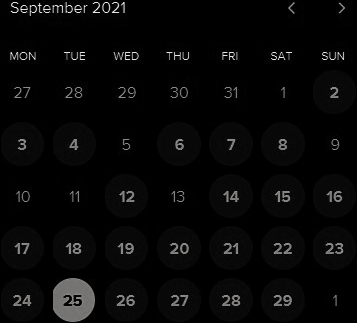 September 2021
MON TUE WED THU FRI SAT SUN
27 28 29 30 31 1 2
3 4 5 6 7 8 9
10 11 12 13 14 15 16
17 18 19 20 21 22 23
24 25 26 27 28 29 1